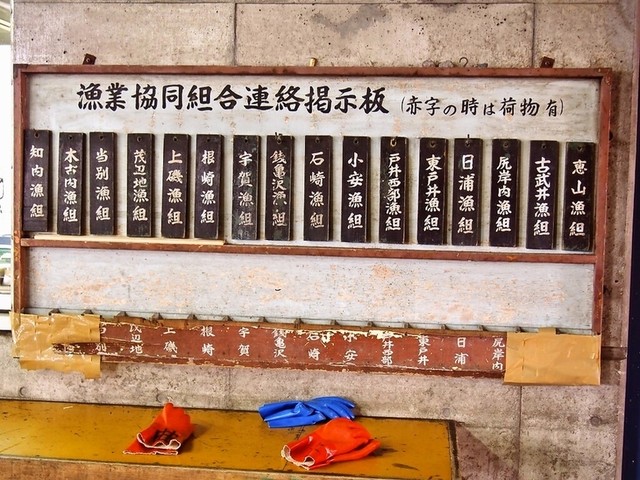 漁業協同組合連絡掲示板 (赤字の時は荷物有)
知内漁組
木古内漁組
当別漁組
茂辺地漁組
上磯漁組
根崎漁組
宇賀漁組
銭亀沢漁組
石崎漁組
小安漁組
戸井西部漁組
東戸井漁組
日浦漁組
尻岸内漁組
古武井漁組
恵山漁組
茂辺地
上磯
根崎
宇賀
銭亀沢
石崎
小安
井西部
東戸井
日浦
尻岸内